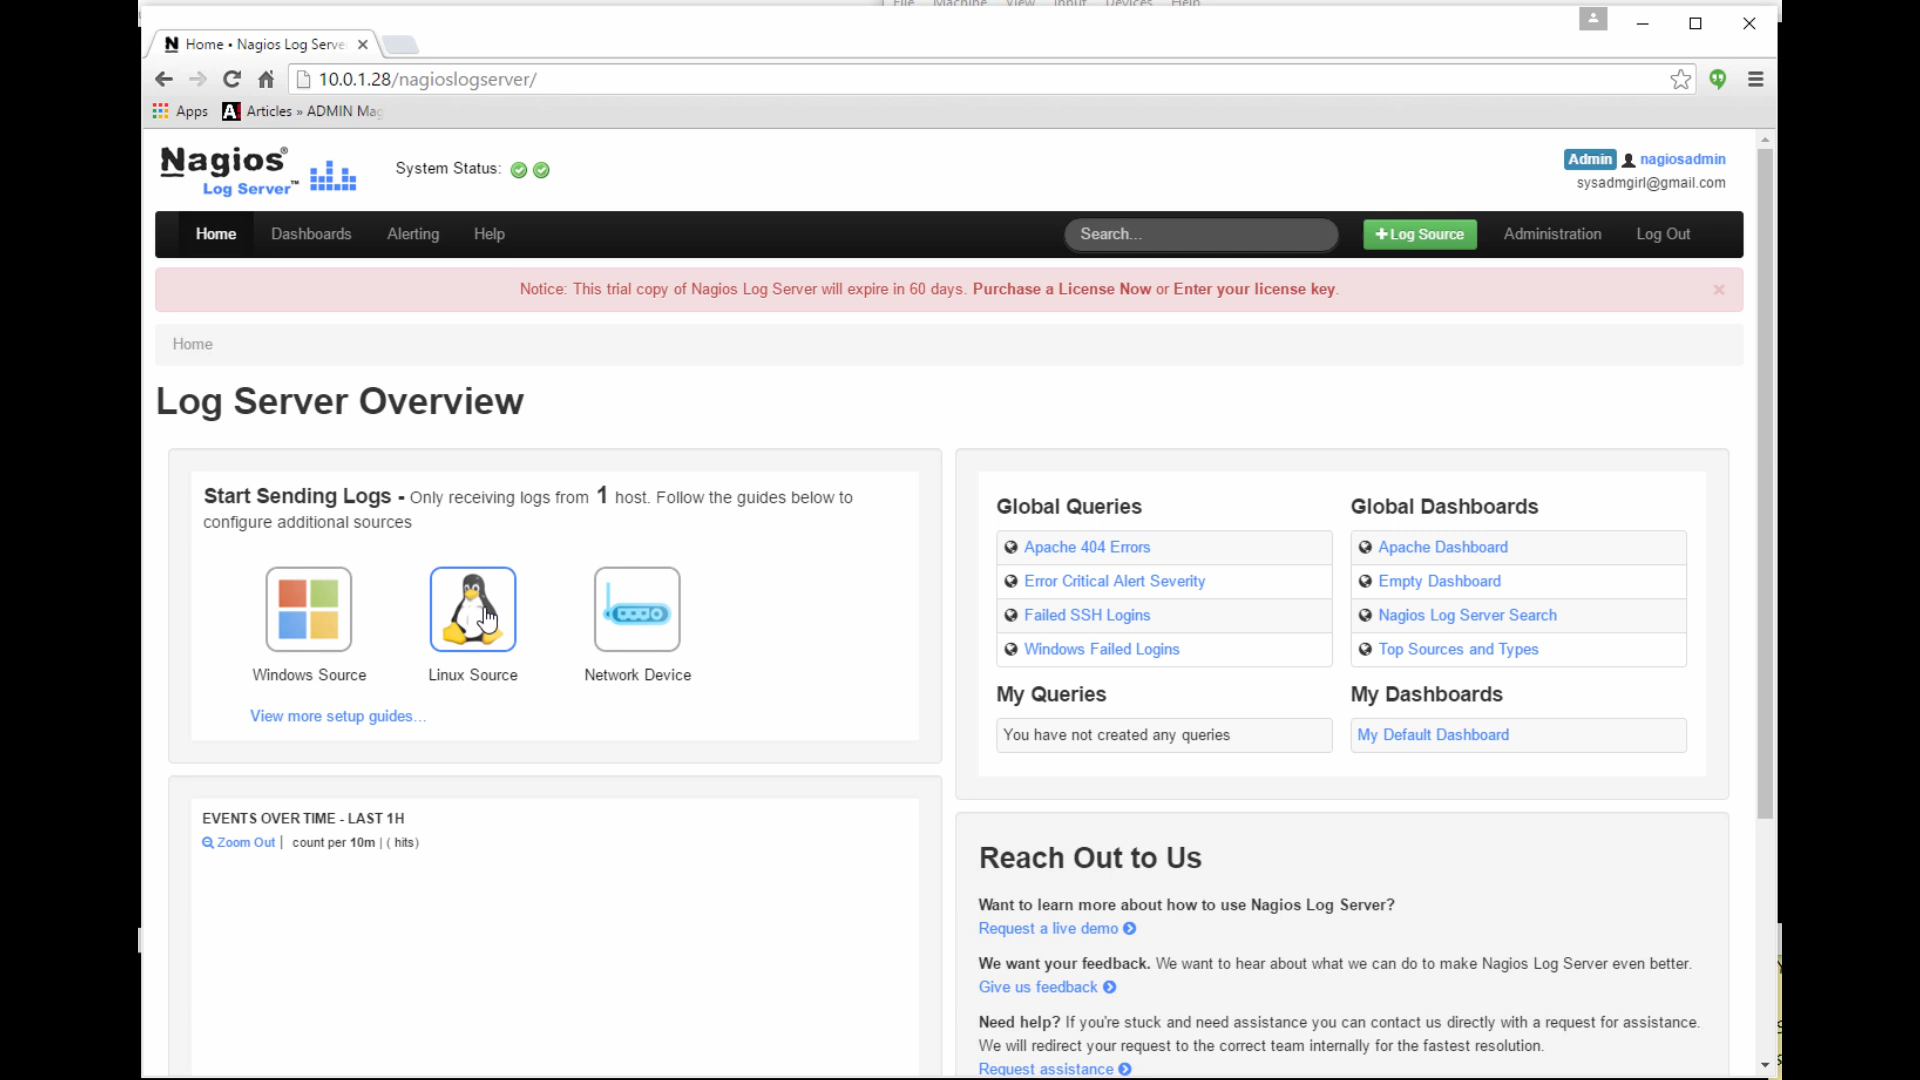 File Machine View Input Devices Help
Home • Nagios Log Serve
10.0.1.28/nagioslogserver/
Apps Articles » ADMIN Mag
Nagios®
Log Server™
System Status:
Admin nagiosadmin
sysadmgirl@gmail.com
Home Dashboards Alerting Help Search... +Log Source Administration Log Out
Notice: This trial copy of Nagios Log Server will expire in 60 days. Purchase a License Now or Enter your license key. ×
Home
Log Server Overview
Start Sending Logs - Only receiving logs from 1 host. Follow the guides below to
configure additional sources
Windows Source Linux Source Network Device
View more setup guides...
Global Queries
Apache 404 Errors
Error Critical Alert Severity
Failed SSH Logins
Windows Failed Logins
My Queries
You have not created any queries
Global Dashboards
Apache Dashboard
Empty Dashboard
Nagios Log Server Search
Top Sources and Types
My Dashboards
My Default Dashboard
EVENTS OVER TIME - LAST 1H
Zoom Out | count per 10m | ( hits)
Reach Out to Us
Want to learn more about how to use Nagios Log Server?
Request a live demo
We want your feedback. We want to hear about what we can do to make Nagios Log Server even better.
Give us feedback
Need help? If you're stuck and need assistance you can contact us directly with a request for assistance.
We will redirect your request to the correct team internally for the fastest resolution.
Request assistance